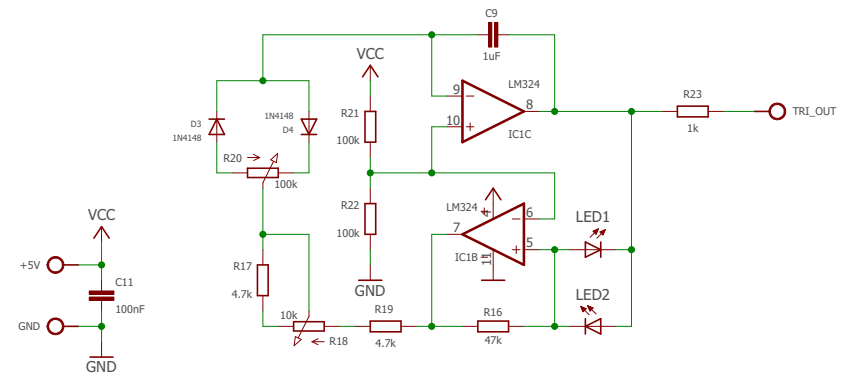 C9
1uF
VCC
LM324
9
8
10
IC1C
R23
1k
TRI_OUT
D3
1N4148
1N4148
D4
R21
100k
R20
100k
R22
100k
LM324
4
6
7
5
11
IC1B
LED1
LED2
VCC
+5V
C11
100nF
GND
GND
R17
4.7k
10k
R18
R19
4.7k
R16
47k
GND